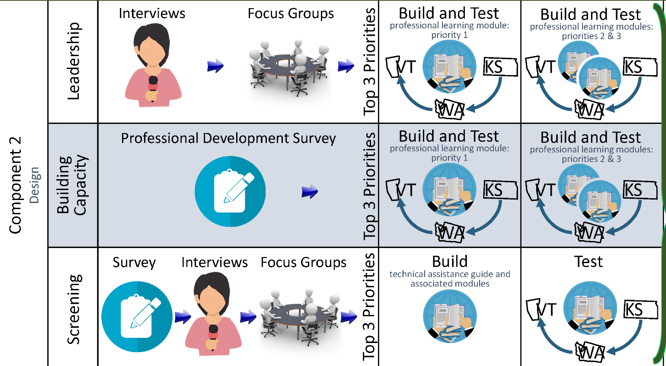 Component 2
Design
Leadership
Interviews
Focus Groups
Top 3 Priorities
Build and Test
professional learning module:
priority 1
VT
KS
WA
Build and Test
professional learning modules:
priorities 2 & 3
VT
KS
WA
Building
Capacity
Professional Development Survey
Top 3 Priorities
Build and Test
professional learning module:
priority 1
VT
KS
WA
Build and Test
professional learning modules:
priorities 2 & 3
VT
KS
WA
Screening
Survey
Interviews
Focus Groups
Top 3 Priorities
Build
technical assistance guide and
associated modules
Test
VT
KS
WA